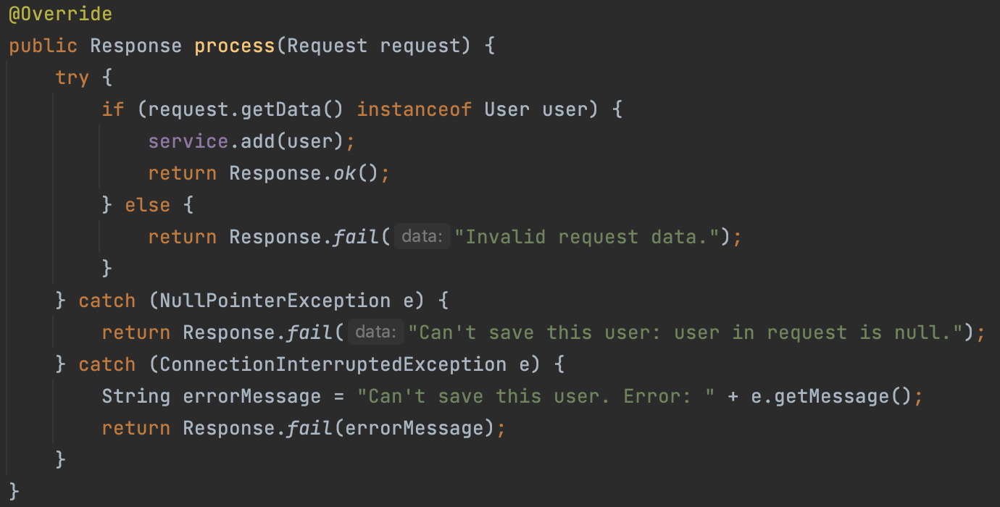 @Override
public Response process(Request request) {
try {
if (request.getData() instanceof User user) {
service.add(user);
return Response.ok();
} else {
return Response.fail( data: "Invalid request data.");
}
} catch (NullPointerException e) {
return Response.fail( data: "Can't save this user: user in request is null.");
} catch (ConnectionInterruptedException e) {
String errorMessage = "Can't save this user. Error: " + e.getMessage();
return Response.fail(errorMessage);
}
}